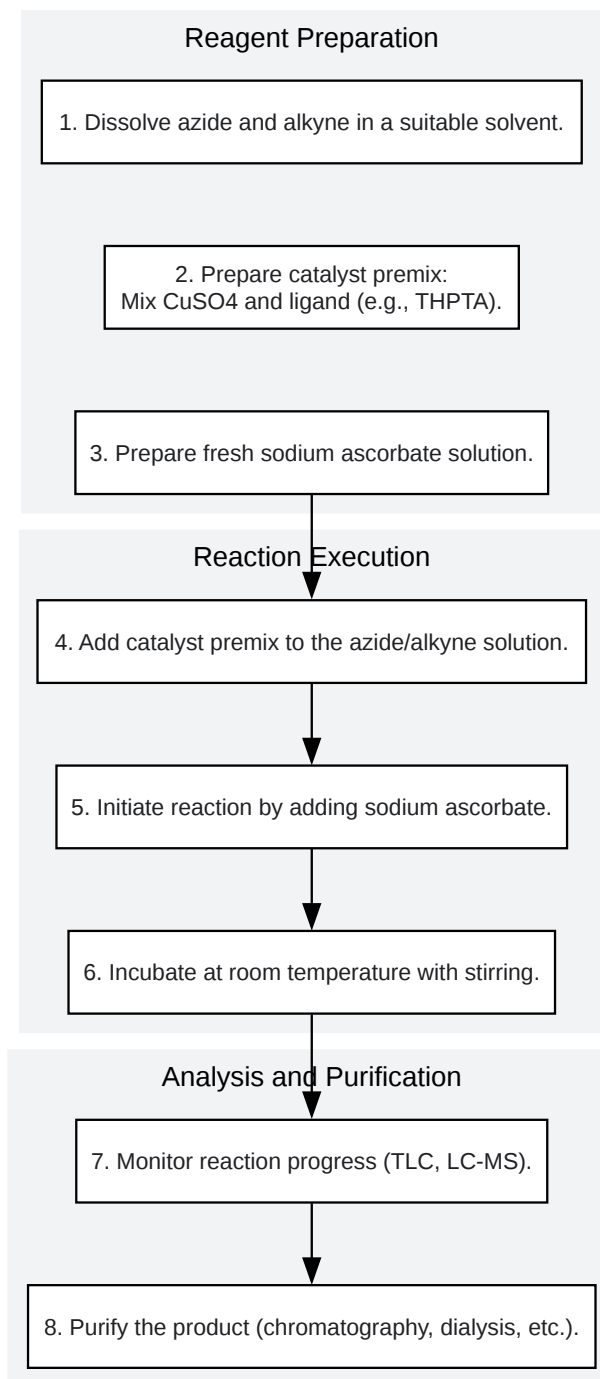 Reagent Preparation
1. Dissolve azide and alkyne in a suitable solvent.
2. Prepare catalyst premix:
Mix CuSO4 and ligand (e.g., THPTA).
3. Prepare fresh sodium ascorbate solution.
Reaction Execution
4. Add catalyst premix to the azide/alkyne solution.
5. Initiate reaction by adding sodium ascorbate.
6. Incubate at room temperature with stirring.
Analysis and Purification
7. Monitor reaction progress (TLC, LC-MS).
8. Purify the product (chromatography, dialysis, etc.).